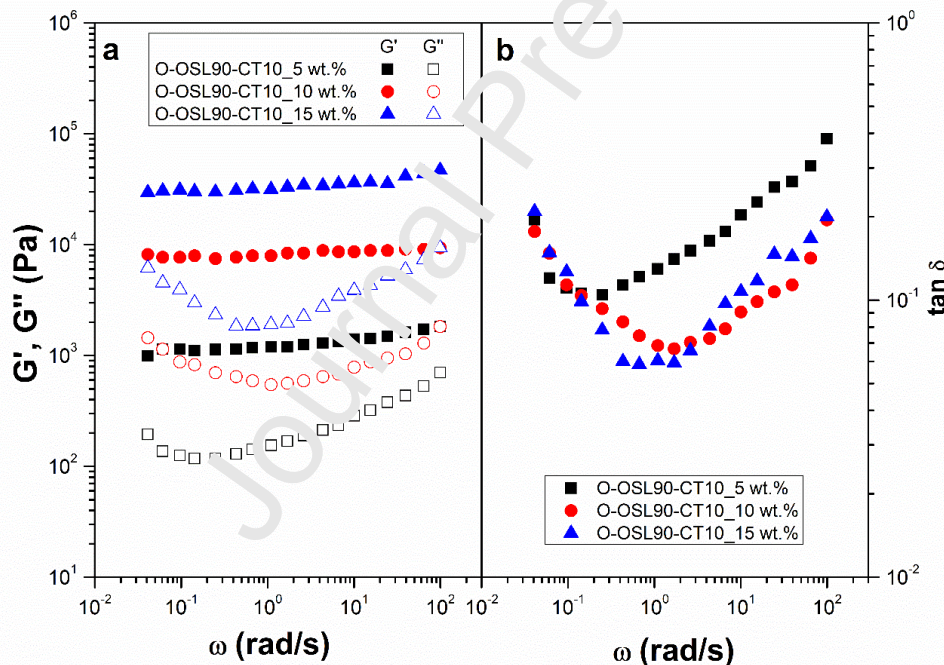 a
b
G' G''
O-OSL90-CT10_5 wt.%
O-OSL90-CT10_10 wt.%
O-OSL90-CT10_15 wt.%
10^6
10^5
10^4
10^3
10^2
10^1
G', G'' (Pa)
10^-2 10^-1 10^0 10^1 10^2
ω (rad/s)
O-OSL90-CT10_5 wt.%
O-OSL90-CT10_10 wt.%
O-OSL90-CT10_15 wt.%
10^-2 10^-1 10^0 10^1 10^2
ω (rad/s)
10^0
10^-1
10^-2
tan δ
Journal Pre